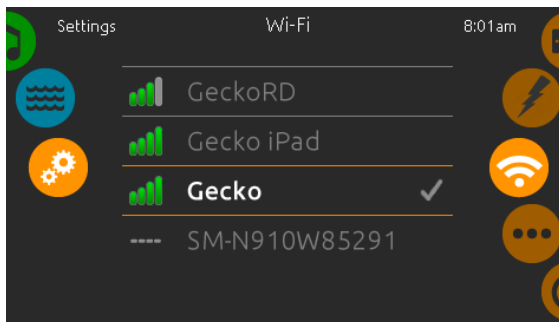 Settings Wi-Fi 8:01am
GeckoRD
Gecko iPad
Gecko
SM-N910W85291